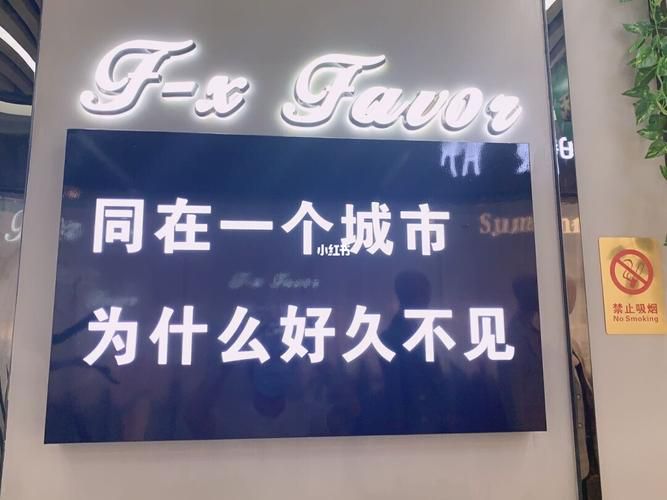 F-x Favor
同在一个城市
小红书
为什么好久不见
F-x Favor
禁止吸烟
No Smoking